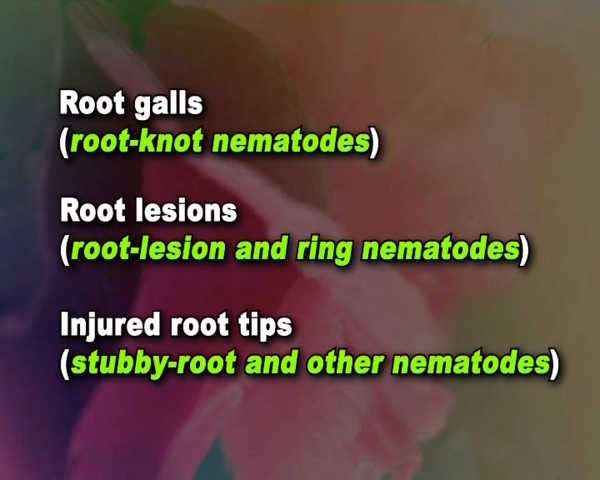 Root galls
(root-knot nematodes)
Root lesions
(root-lesion and ring nematodes)
Injured root tips
(stubby-root and other nematodes)